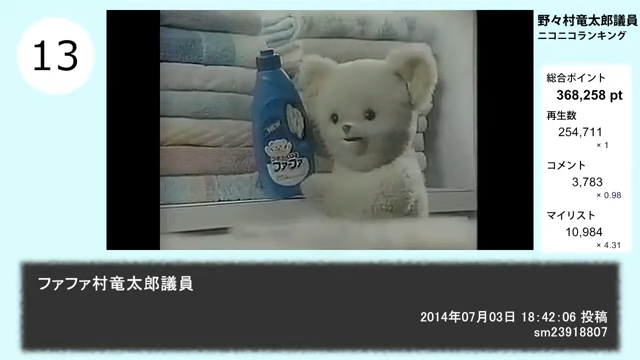 13
野々村竜太郎議員
ニコニコランキング
総合ポイント
368,258 pt
再生数
254,711
× 1
コメント
3,783
× 0.98
マイリスト
10,984
× 4.31
NEW
ファーファ
ファファ村竜太郎議員
2014年07月03日 18:42:06 投稿
sm23918807